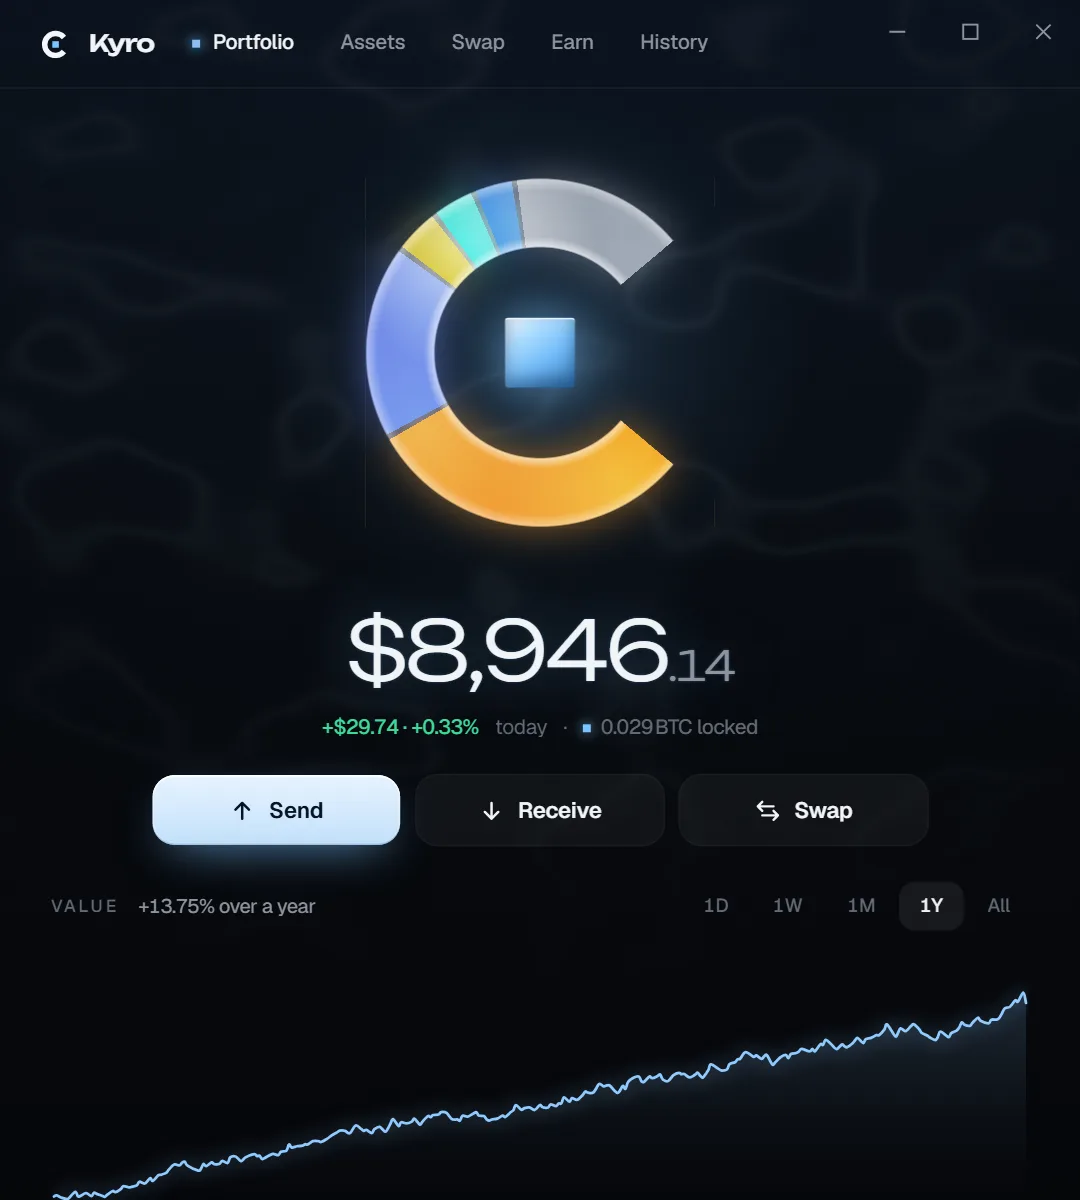 Kyro Portfolio Assets Swap Earn History
$8,946.14
+$29.74 · +0.33% today · 0.029 BTC locked
Send Receive Swap
VALUE +13.75% over a year 1D 1W 1M 1Y All